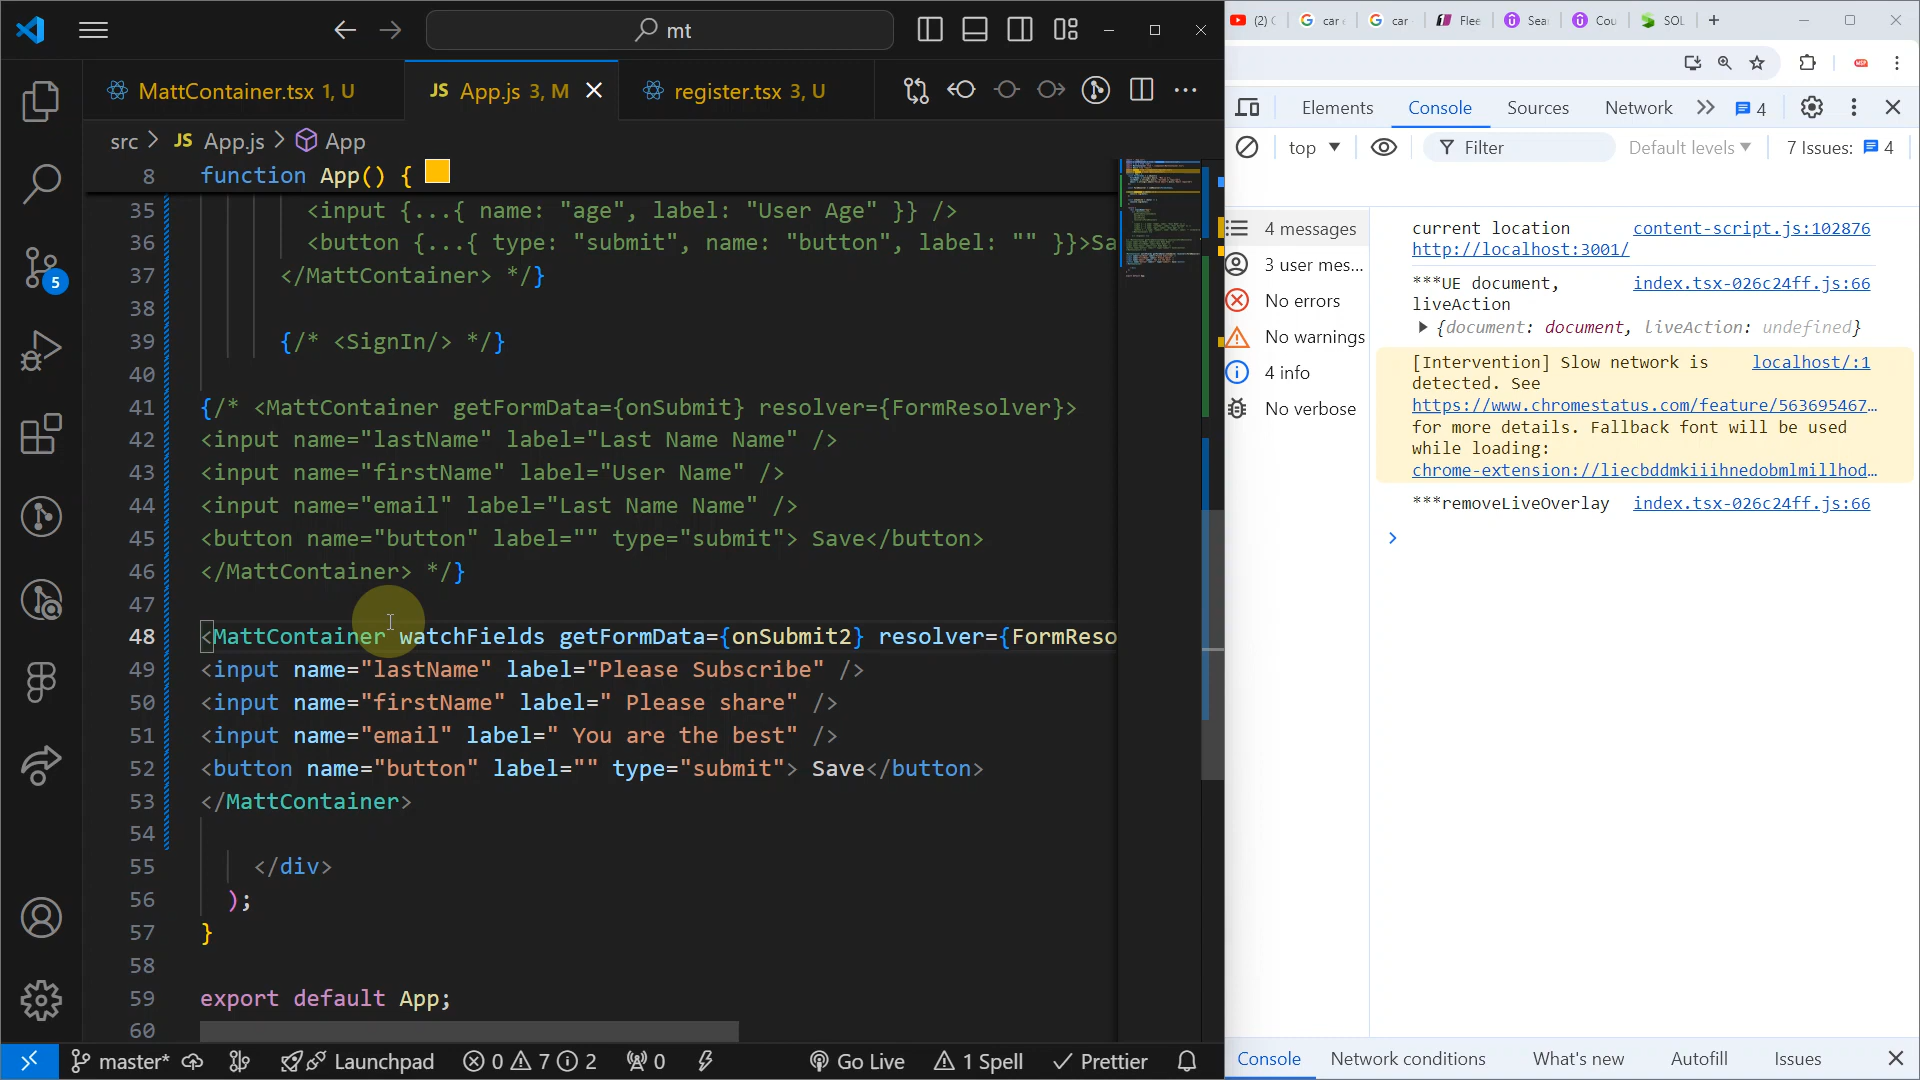 mt
(2)
car
car
Flee
Sea
Cou
SOL
MattContainer.tsx 1, U
JS App.js 3, M
register.tsx 3, U
src > JS App.js > App
8 function App() {
35 <input {...{ name: "age", label: "User Age" }} />
36 <button {...{ type: "submit", name: "button", label: "" }}>Sa
37 </MattContainer> */}
38
39 {/* <SignIn/> */}
40
41 {/* <MattContainer getFormData={onSubmit} resolver={FormResolver}>
42 <input name="lastName" label="Last Name Name" />
43 <input name="firstName" label="User Name" />
44 <input name="email" label="Last Name Name" />
45 <button name="button" label="" type="submit"> Save</button>
46 </MattContainer> */}
47
48 <MattContainer watchFields getFormData={onSubmit2} resolver={FormReso
49 <input name="lastName" label="Please Subscribe" />
50 <input name="firstName" label=" Please share" />
51 <input name="email" label=" You are the best" />
52 <button name="button" label="" type="submit"> Save</button>
53 </MattContainer>
54
55 </div>
56 );
57 }
58
59 export default App;
60
5
master* Launchpad 0 7 2 0 Go Live 1 Spell Prettier
Elements Console Sources Network 4
top Filter Default levels 7 Issues: 4
4 messages
3 user mes...
No errors
No warnings
4 info
No verbose
current location content-script.js:102876
http://localhost:3001/
***UE document, index.tsx-026c24ff.js:66
liveAction
{document: document, liveAction: undefined}
[Intervention] Slow network is localhost/:1
detected. See
https://www.chromestatus.com/feature/563695467…
for more details. Fallback font will be used
while loading:
chrome-extension://liecbddmkiiihnedobmlmillhod…
***removeLiveOverlay index.tsx-026c24ff.js:66
Console Network conditions What's new Autofill Issues